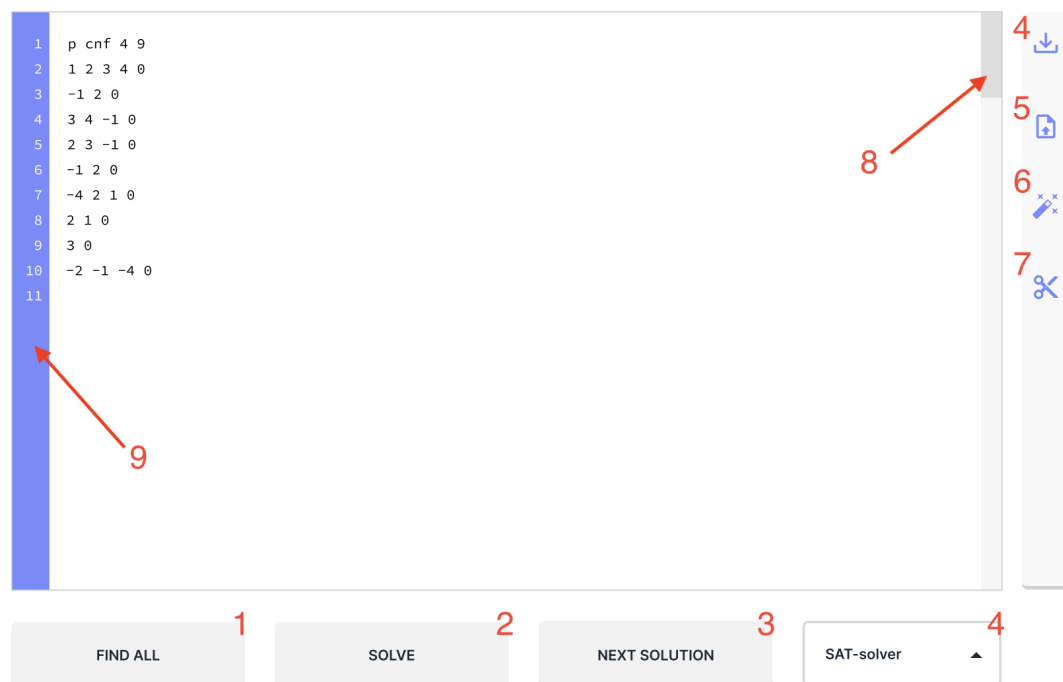 4
1 p cnf 4 9
2 1 2 3 4 0
3 -1 2 0
4 3 4 -1 0
5 2 3 -1 0
6 -1 2 0
7 -4 2 1 0
8 2 1 0
9 3 0
10 -2 -1 -4 0
11
5
8
6
7
9
1
2
3
4
FIND ALL
SOLVE
NEXT SOLUTION
SAT-solver